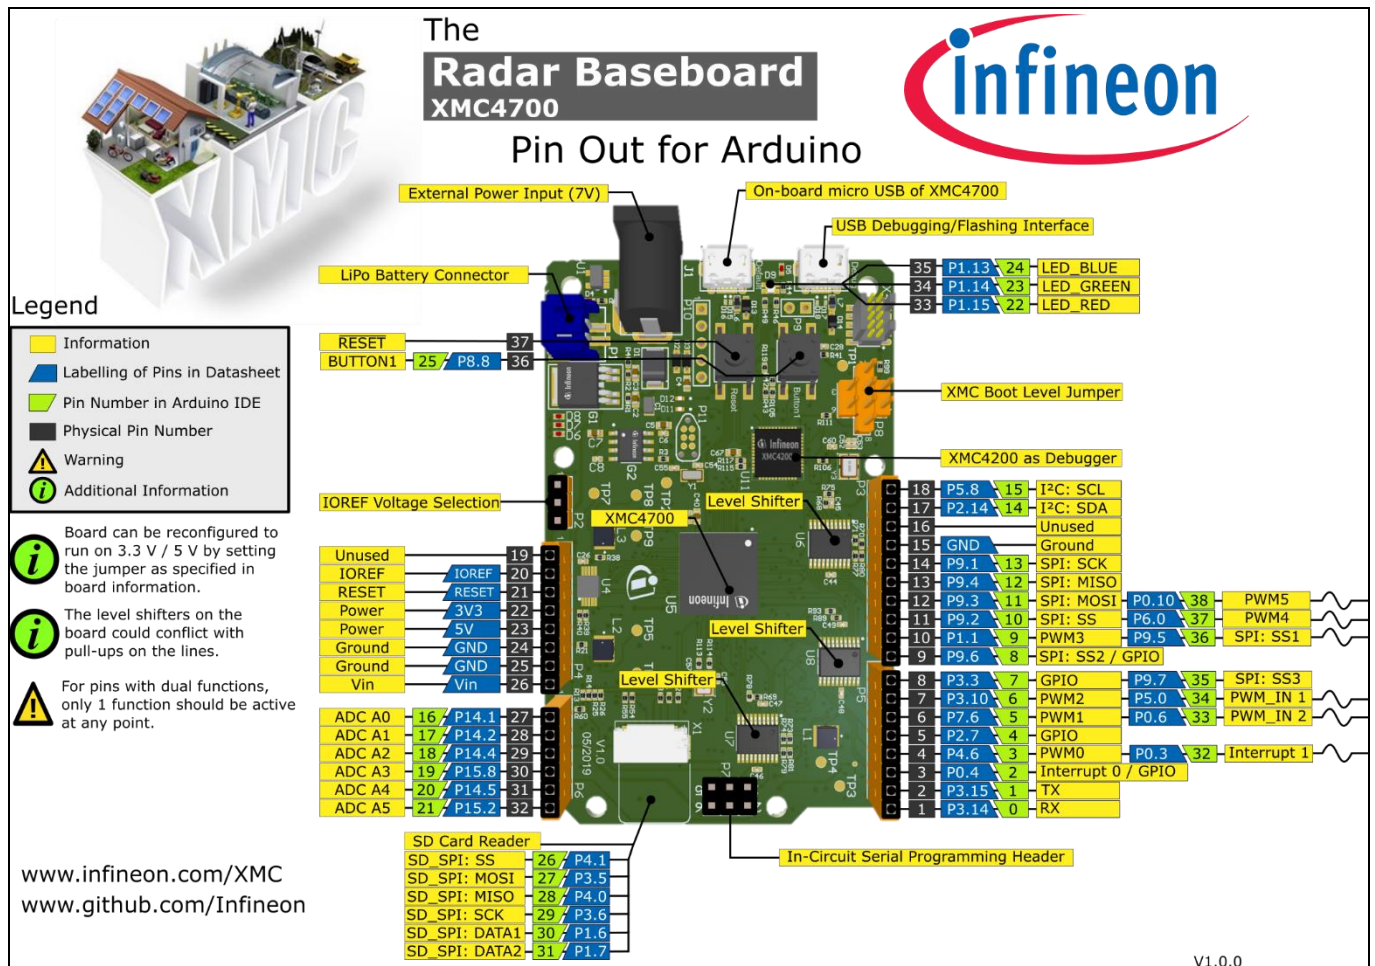 The
Radar Baseboard
XMC4700
infineon
Pin Out for Arduino
External Power Input (7V)
On-board micro USB of XMC4700
USB Debugging/Flashing Interface
LiPo Battery Connector
35 P1.13 24 LED_BLUE
34 P1.14 23 LED_GREEN
33 P1.15 22 LED_RED
Legend
Information
Labelling of Pins in Datasheet
Pin Number in Arduino IDE
Physical Pin Number
Warning
Additional Information
RESET 37
BUTTON1 25 P8.8 36
XMC Boot Level Jumper
XMC4200 as Debugger
IOREF Voltage Selection
Level Shifter
XMC4700
Level Shifter
Level Shifter
Board can be reconfigured to
run on 3.3 V / 5 V by setting
the jumper as specified in
board information.
The level shifters on the
board could conflict with
pull-ups on the lines.
For pins with dual functions,
only 1 function should be active
at any point.
Unused 19
IOREF IOREF 20
RESET RESET 21
Power 3V3 22
Power 5V 23
Ground GND 24
Ground GND 25
Vin Vin 26
ADC A0 16 P14.1 27
ADC A1 17 P14.2 28
ADC A2 18 P14.4 29
ADC A3 19 P15.8 30
ADC A4 20 P14.5 31
ADC A5 21 P15.2 32
18 P5.8 15 I²C: SCL
17 P2.14 14 I²C: SDA
16 Unused
15 GND Ground
14 P9.1 13 SPI: SCK
13 P9.4 12 SPI: MISO
12 P9.3 11 SPI: MOSI P0.10 38 PWM5
11 P9.2 10 SPI: SS P6.0 37 PWM4
10 P1.1 9 PWM3 P9.5 36 SPI: SS1
9 P9.6 8 SPI: SS2 / GPIO
8 P3.3 7 GPIO P9.7 35 SPI: SS3
7 P3.10 6 PWM2 P5.0 34 PWM_IN 1
6 P7.6 5 PWM1 P0.6 33 PWM_IN 2
5 P2.7 4 GPIO
4 P4.6 3 PWM0 P0.3 32 Interrupt 1
3 P0.4 2 Interrupt 0 / GPIO
2 P3.15 1 TX
1 P3.14 0 RX
Infineon
XMC4200
Infineon
Reset
Button1
V1.0
05/2019
SD Card Reader
SD_SPI: SS 26 P4.1
SD_SPI: MOSI 27 P3.5
SD_SPI: MISO 28 P4.0
SD_SPI: SCK 29 P3.6
SD_SPI: DATA1 30 P1.6
SD_SPI: DATA2 31 P1.7
In-Circuit Serial Programming Header
www.infineon.com/XMC
www.github.com/Infineon
V1.0.0